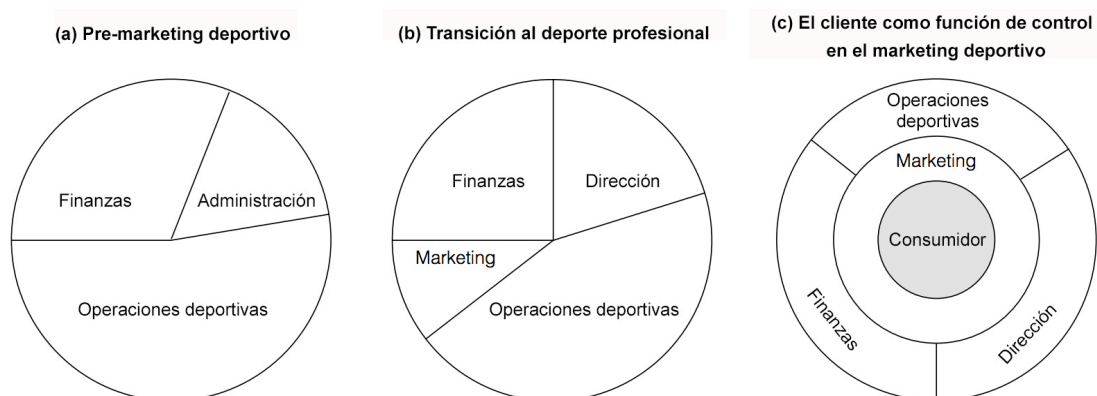 (a) Pre-marketing deportivo
Finanzas
Administración
Operaciones deportivas
(b) Transición al deporte profesional
Finanzas
Dirección
Marketing
Operaciones deportivas
(c) El cliente como función de control
en el marketing deportivo
Operaciones
deportivas
Marketing
Consumidor
Finanzas
Dirección